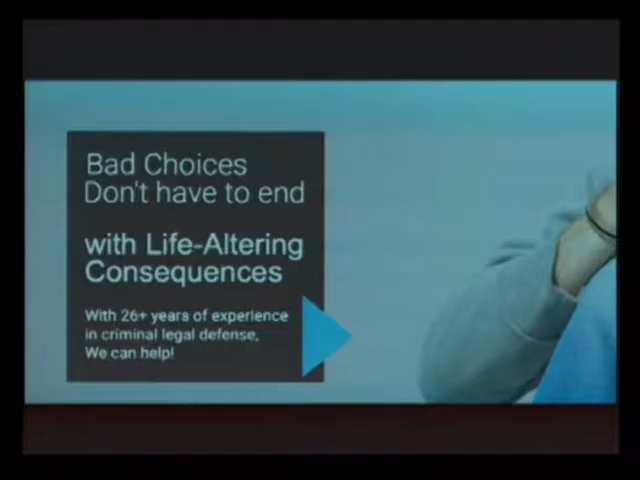 Bad Choices
Don't have to end
with Life-Altering
Consequences
With 26+ years of experience
in criminal legal defense,
We can help!